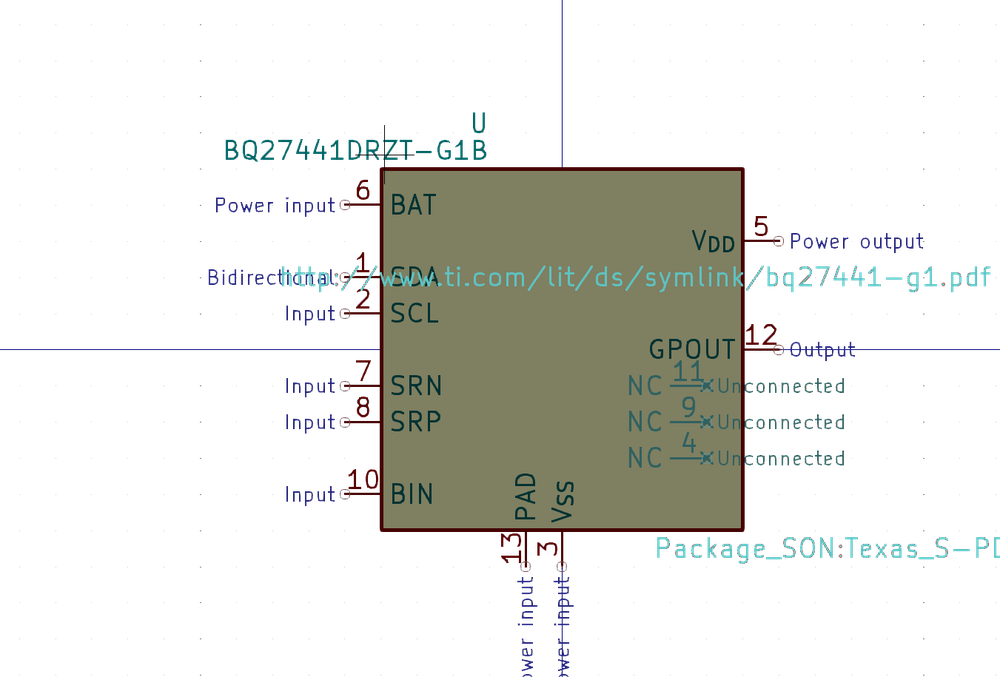 U
BQ27441DRZT-G1B
Power input 6 BAT
VDD 5 Power output
Bidirectional 1 SDA
http://www.ti.com/lit/ds/symlink/bq27441-g1.pdf
Input 2 SCL
GPOUT 12 Output
Input 7 SRN
NC 11 Unconnected
Input 8 SRP
NC 9 Unconnected
NC 4 Unconnected
Input 10 BIN
PAD 13 ower input
VSS 3 ower input
Package_SON:Texas_S-PD